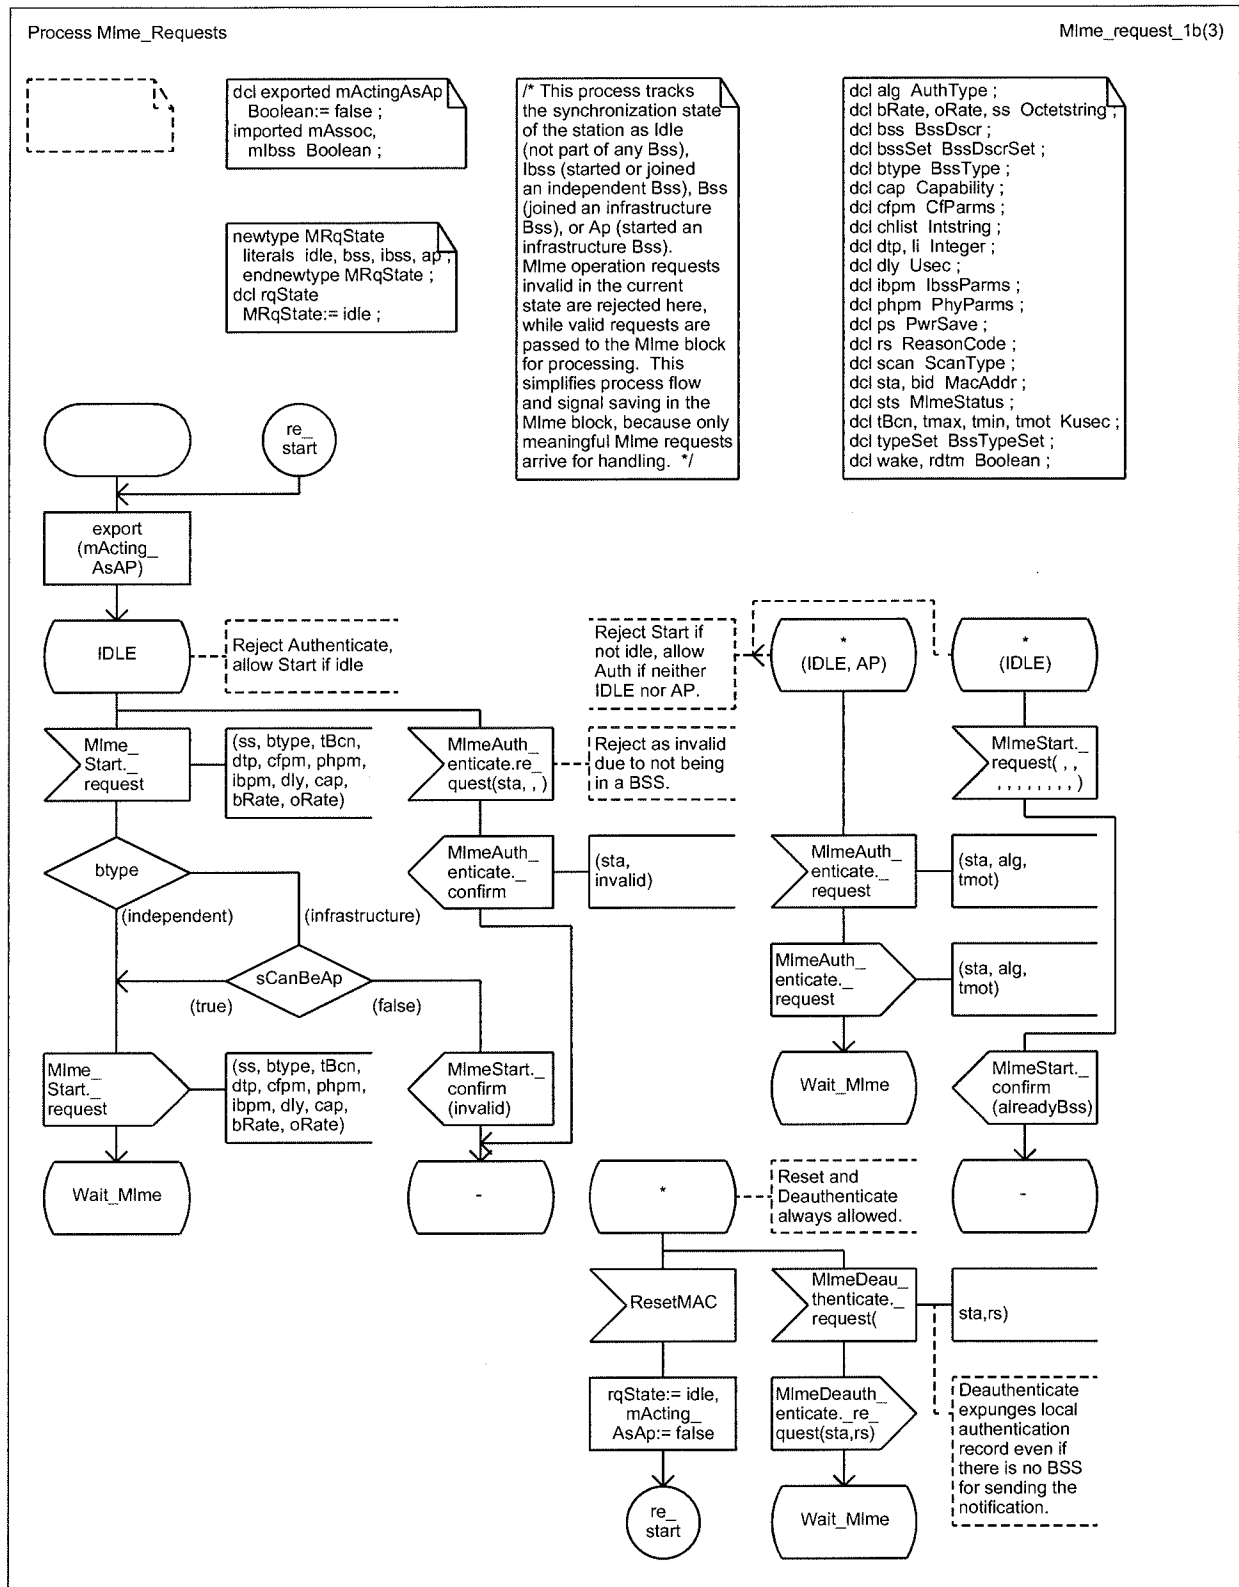 Process Mlme_Requests
Mlme_request_1b(3)
dcl exported mActingAsAp
Boolean:= false ;
imported mAssoc,
mIbss Boolean ;
newtype MRqState
literals idle, bss, ibss, ap ;
endnewtype MRqState ;
dcl rqState
MRqState:= idle ;
/* This process tracks
the synchronization state
of the station as Idle
(not part of any Bss),
Ibss (started or joined
an independent Bss), Bss
(joined an infrastructure
Bss), or Ap (started an
infrastructure Bss).
Mlme operation requests
invalid in the current
state are rejected here,
while valid requests are
passed to the Mlme block
for processing. This
simplifies process flow
and signal saving in the
Mlme block, because only
meaningful Mlme requests
arrive for handling. */
dcl alg AuthType ;
dcl bRate, oRate, ss Octetstring ;
dcl bss BssDscr ;
dcl bssSet BssDscrSet ;
dcl btype BssType ;
dcl cap Capability ;
dcl cfpm CfParms ;
dcl chlist Intstring ;
dcl dtp, li Integer ;
dcl dly Usec ;
dcl ibpm IbssParms ;
dcl phpm PhyParms ;
dcl ps PwrSave ;
dcl rs ReasonCode ;
dcl scan ScanType ;
dcl sta, bid MacAddr ;
dcl sts MlmeStatus ;
dcl tBcn, tmax, tmin, tmot Kusec ;
dcl typeSet BssTypeSet ;
dcl wake, rdtm Boolean ;
re_
start
export
(mActing_
AsAP)
IDLE
Reject Authenticate,
allow Start if idle
Reject Start if
not idle, allow
Auth if neither
IDLE nor AP.
*
(IDLE, AP)
*
(IDLE)
Mlme_
Start._
request
(ss, btype, tBcn,
dtp, cfpm, phpm,
ibpm, dly, cap,
bRate, oRate)
MlmeAuth_
enticate.re_
quest(sta, , )
Reject as invalid
due to not being
in a BSS.
MlmeStart._
request( , ,
, , , , , , , , )
btype
(independent)
(infrastructure)
MlmeAuth_
enticate._
confirm
(sta,
invalid)
MlmeAuth_
enticate._
request
(sta, alg,
tmot)
sCanBeAp
(true)
(false)
MlmeAuth_
enticate._
request
(sta, alg,
tmot)
Mlme_
Start._
request
(ss, btype, tBcn,
dtp, cfpm, phpm,
ibpm, dly, cap,
bRate, oRate)
MlmeStart._
confirm
(invalid)
Wait_Mlme
MlmeStart._
confirm
(alreadyBss)
Wait_Mlme
-
*
Reset and
Deauthenticate
always allowed.
-
ResetMAC
MlmeDeau_
thenticate._
request(
sta,rs)
rqState:= idle,
mActing_
AsAp:= false
MlmeDeauth_
enticate._re_
quest(sta,rs)
Deauthenticate
expunges local
authentication
record even if
there is no BSS
for sending the
notification.
re_
start
Wait_Mlme